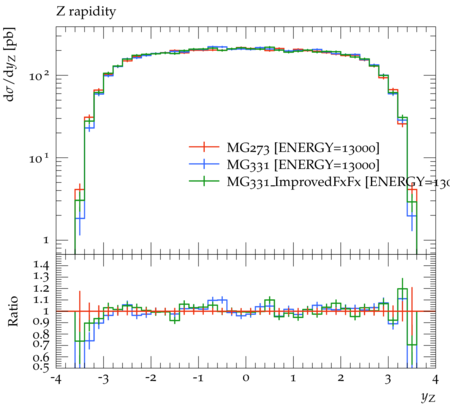 Z rapidity
dσ/dyZ [pb]
10²
10¹
1
MG273 [ENERGY=13000]
MG331 [ENERGY=13000]
MG331_ImprovedFxFx [ENERGY=130
Ratio
1.4
1.3
1.2
1.1
1
0.9
0.8
0.7
0.6
0.5
-4 -3 -2 -1 0 1 2 3 4
yZ